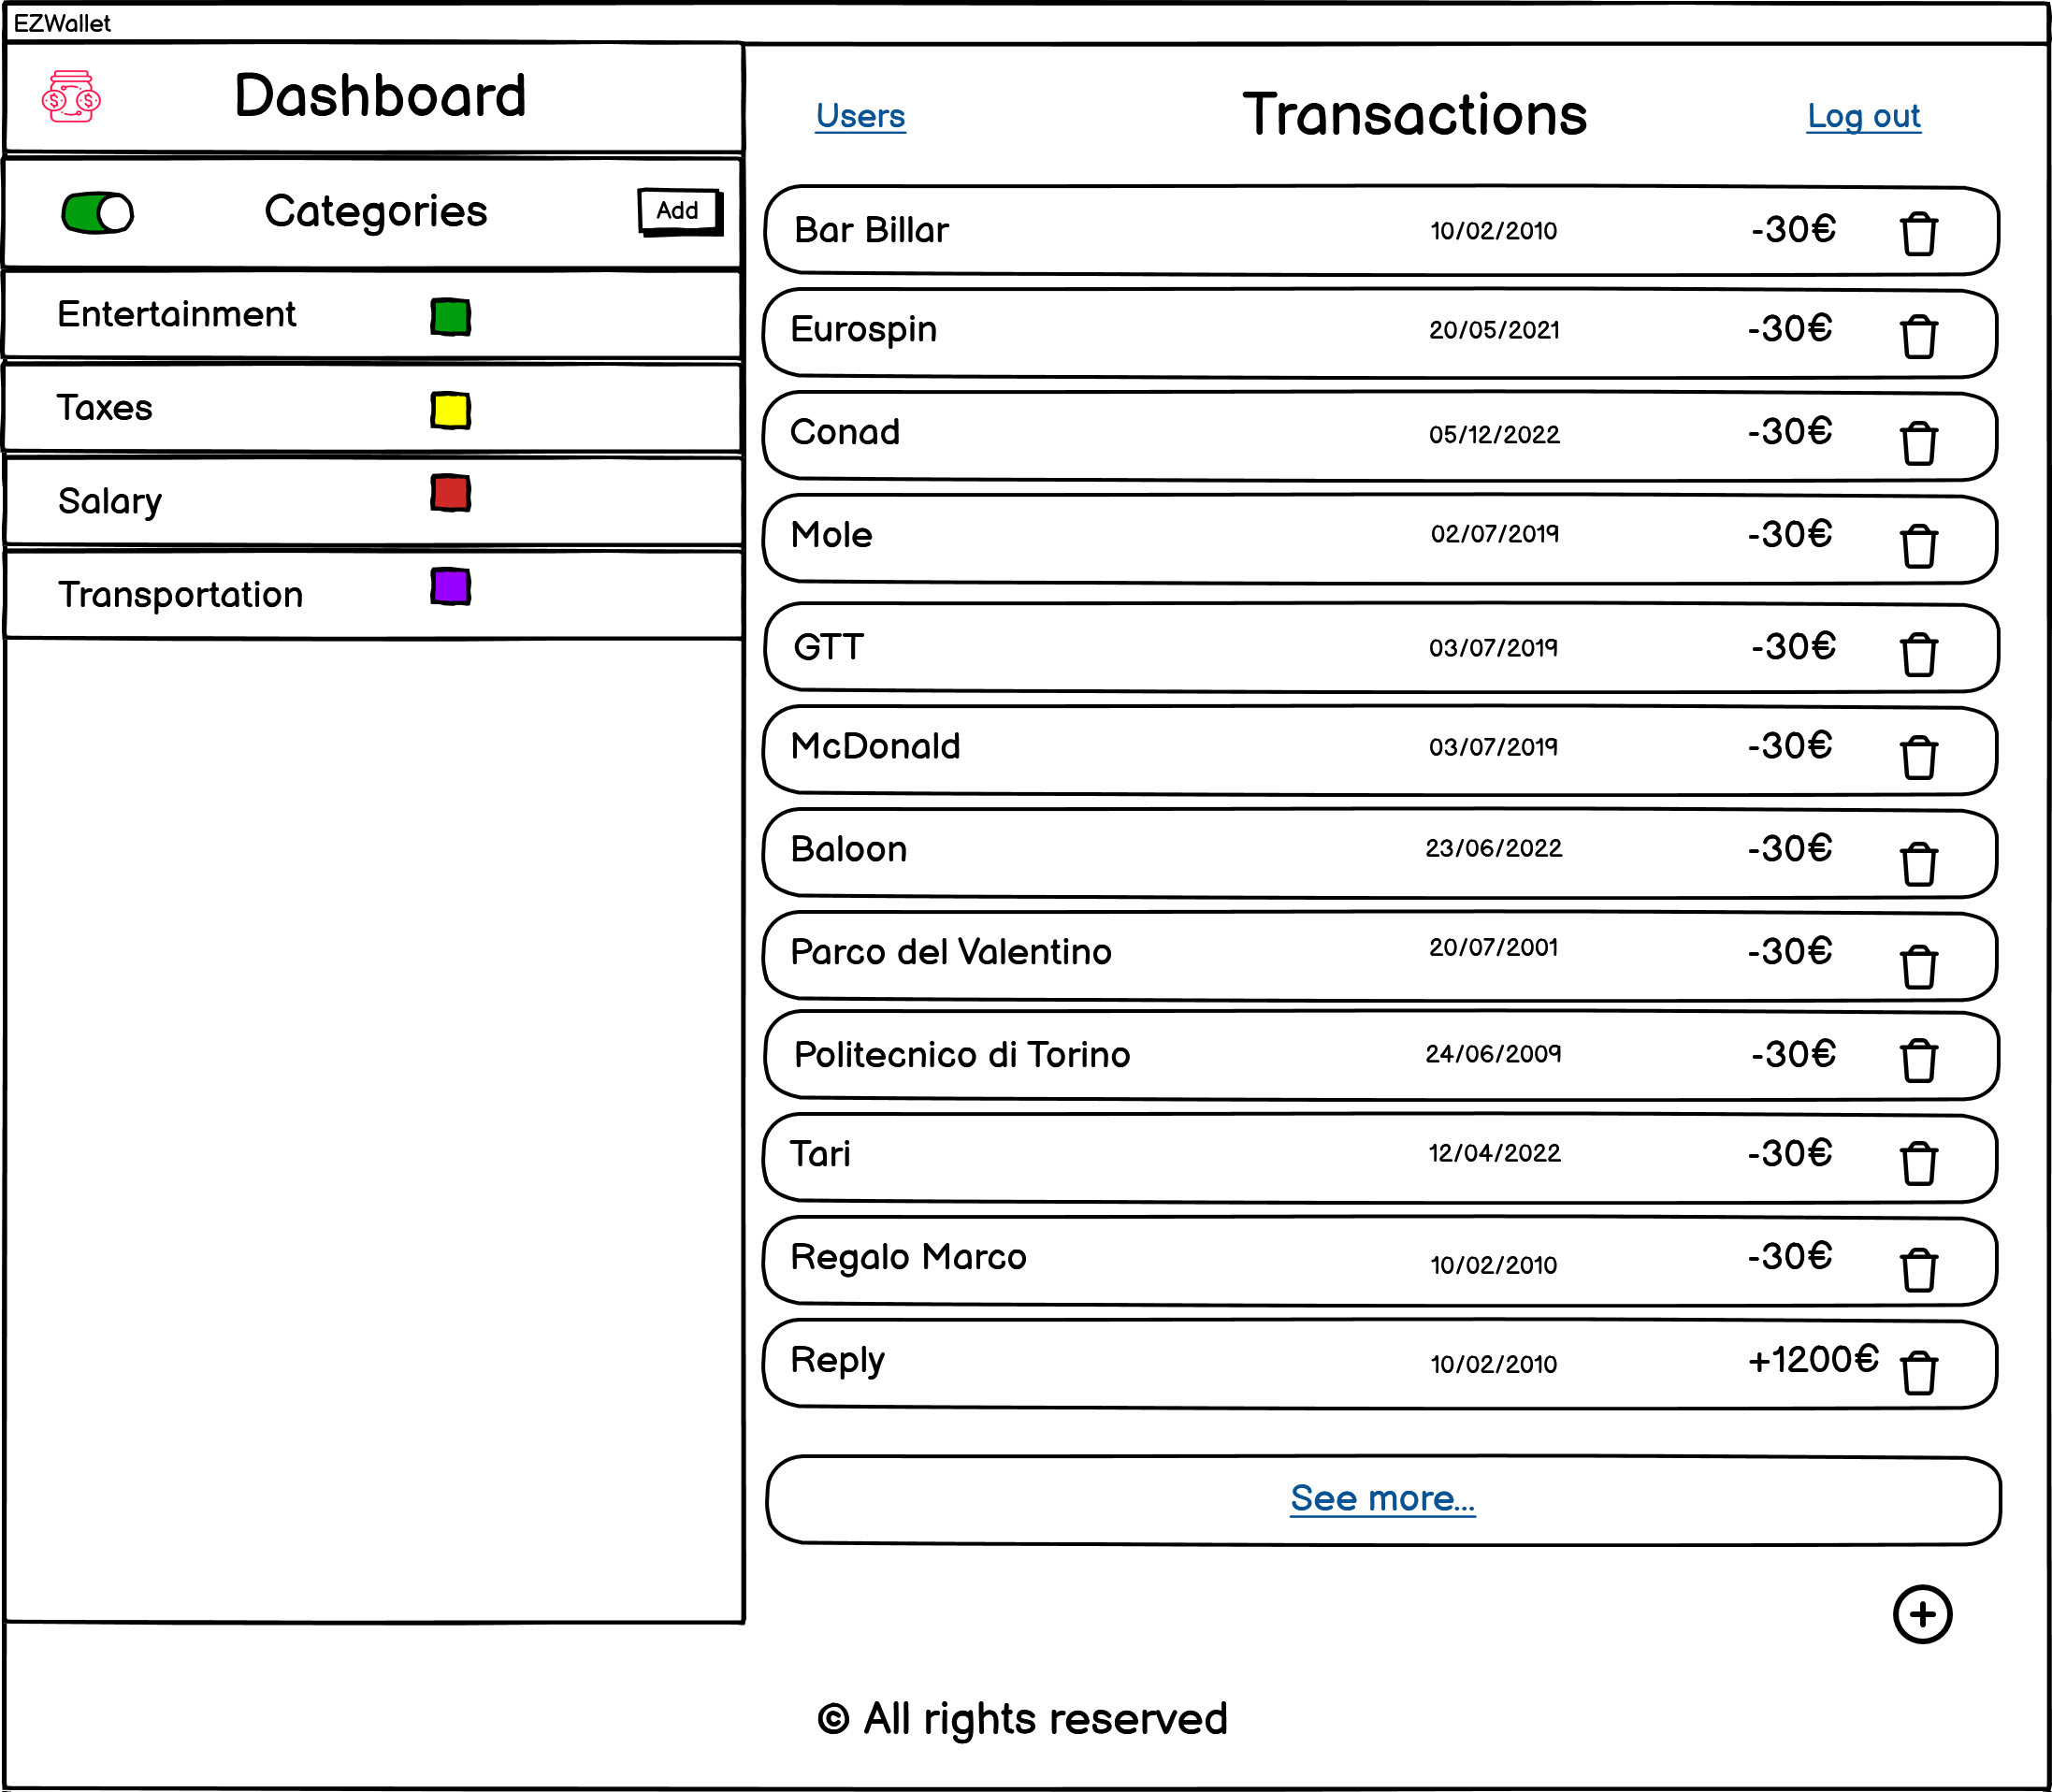 EZWallet
Dashboard
Categories
Add
Entertainment
Taxes
Salary
Transportation
Users
Transactions
Log out
Bar Billar 10/02/2010 -30€
Eurospin 20/05/2021 -30€
Conad 05/12/2022 -30€
Mole 02/07/2019 -30€
GTT 03/07/2019 -30€
McDonald 03/07/2019 -30€
Baloon 23/06/2022 -30€
Parco del Valentino 20/07/2001 -30€
Politecnico di Torino 24/06/2009 -30€
Tari 12/04/2022 -30€
Regalo Marco 10/02/2010 -30€
Reply 10/02/2010 +1200€
See more...
© All rights reserved